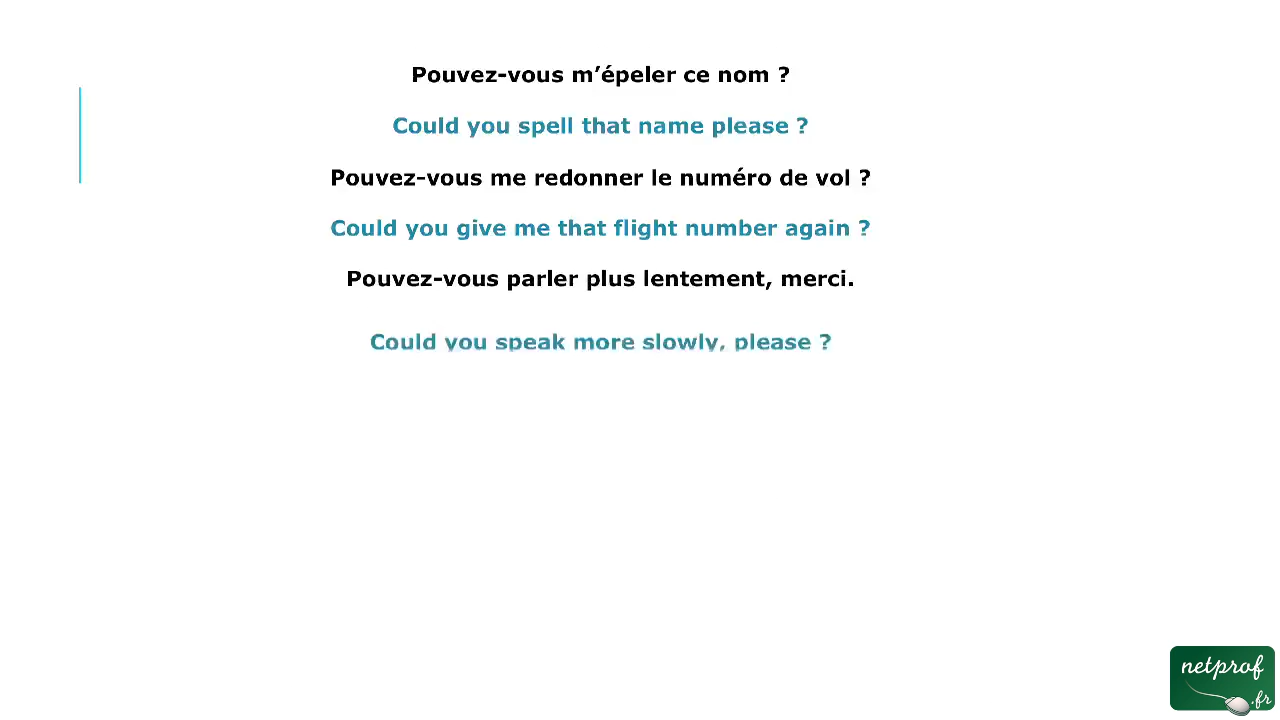 Pouvez-vous m’épeler ce nom ?
Could you spell that name please ?
Pouvez-vous me redonner le numéro de vol ?
Could you give me that flight number again ?
Pouvez-vous parler plus lentement, merci.
Could you speak more slowly, please ?
netprof
.fr